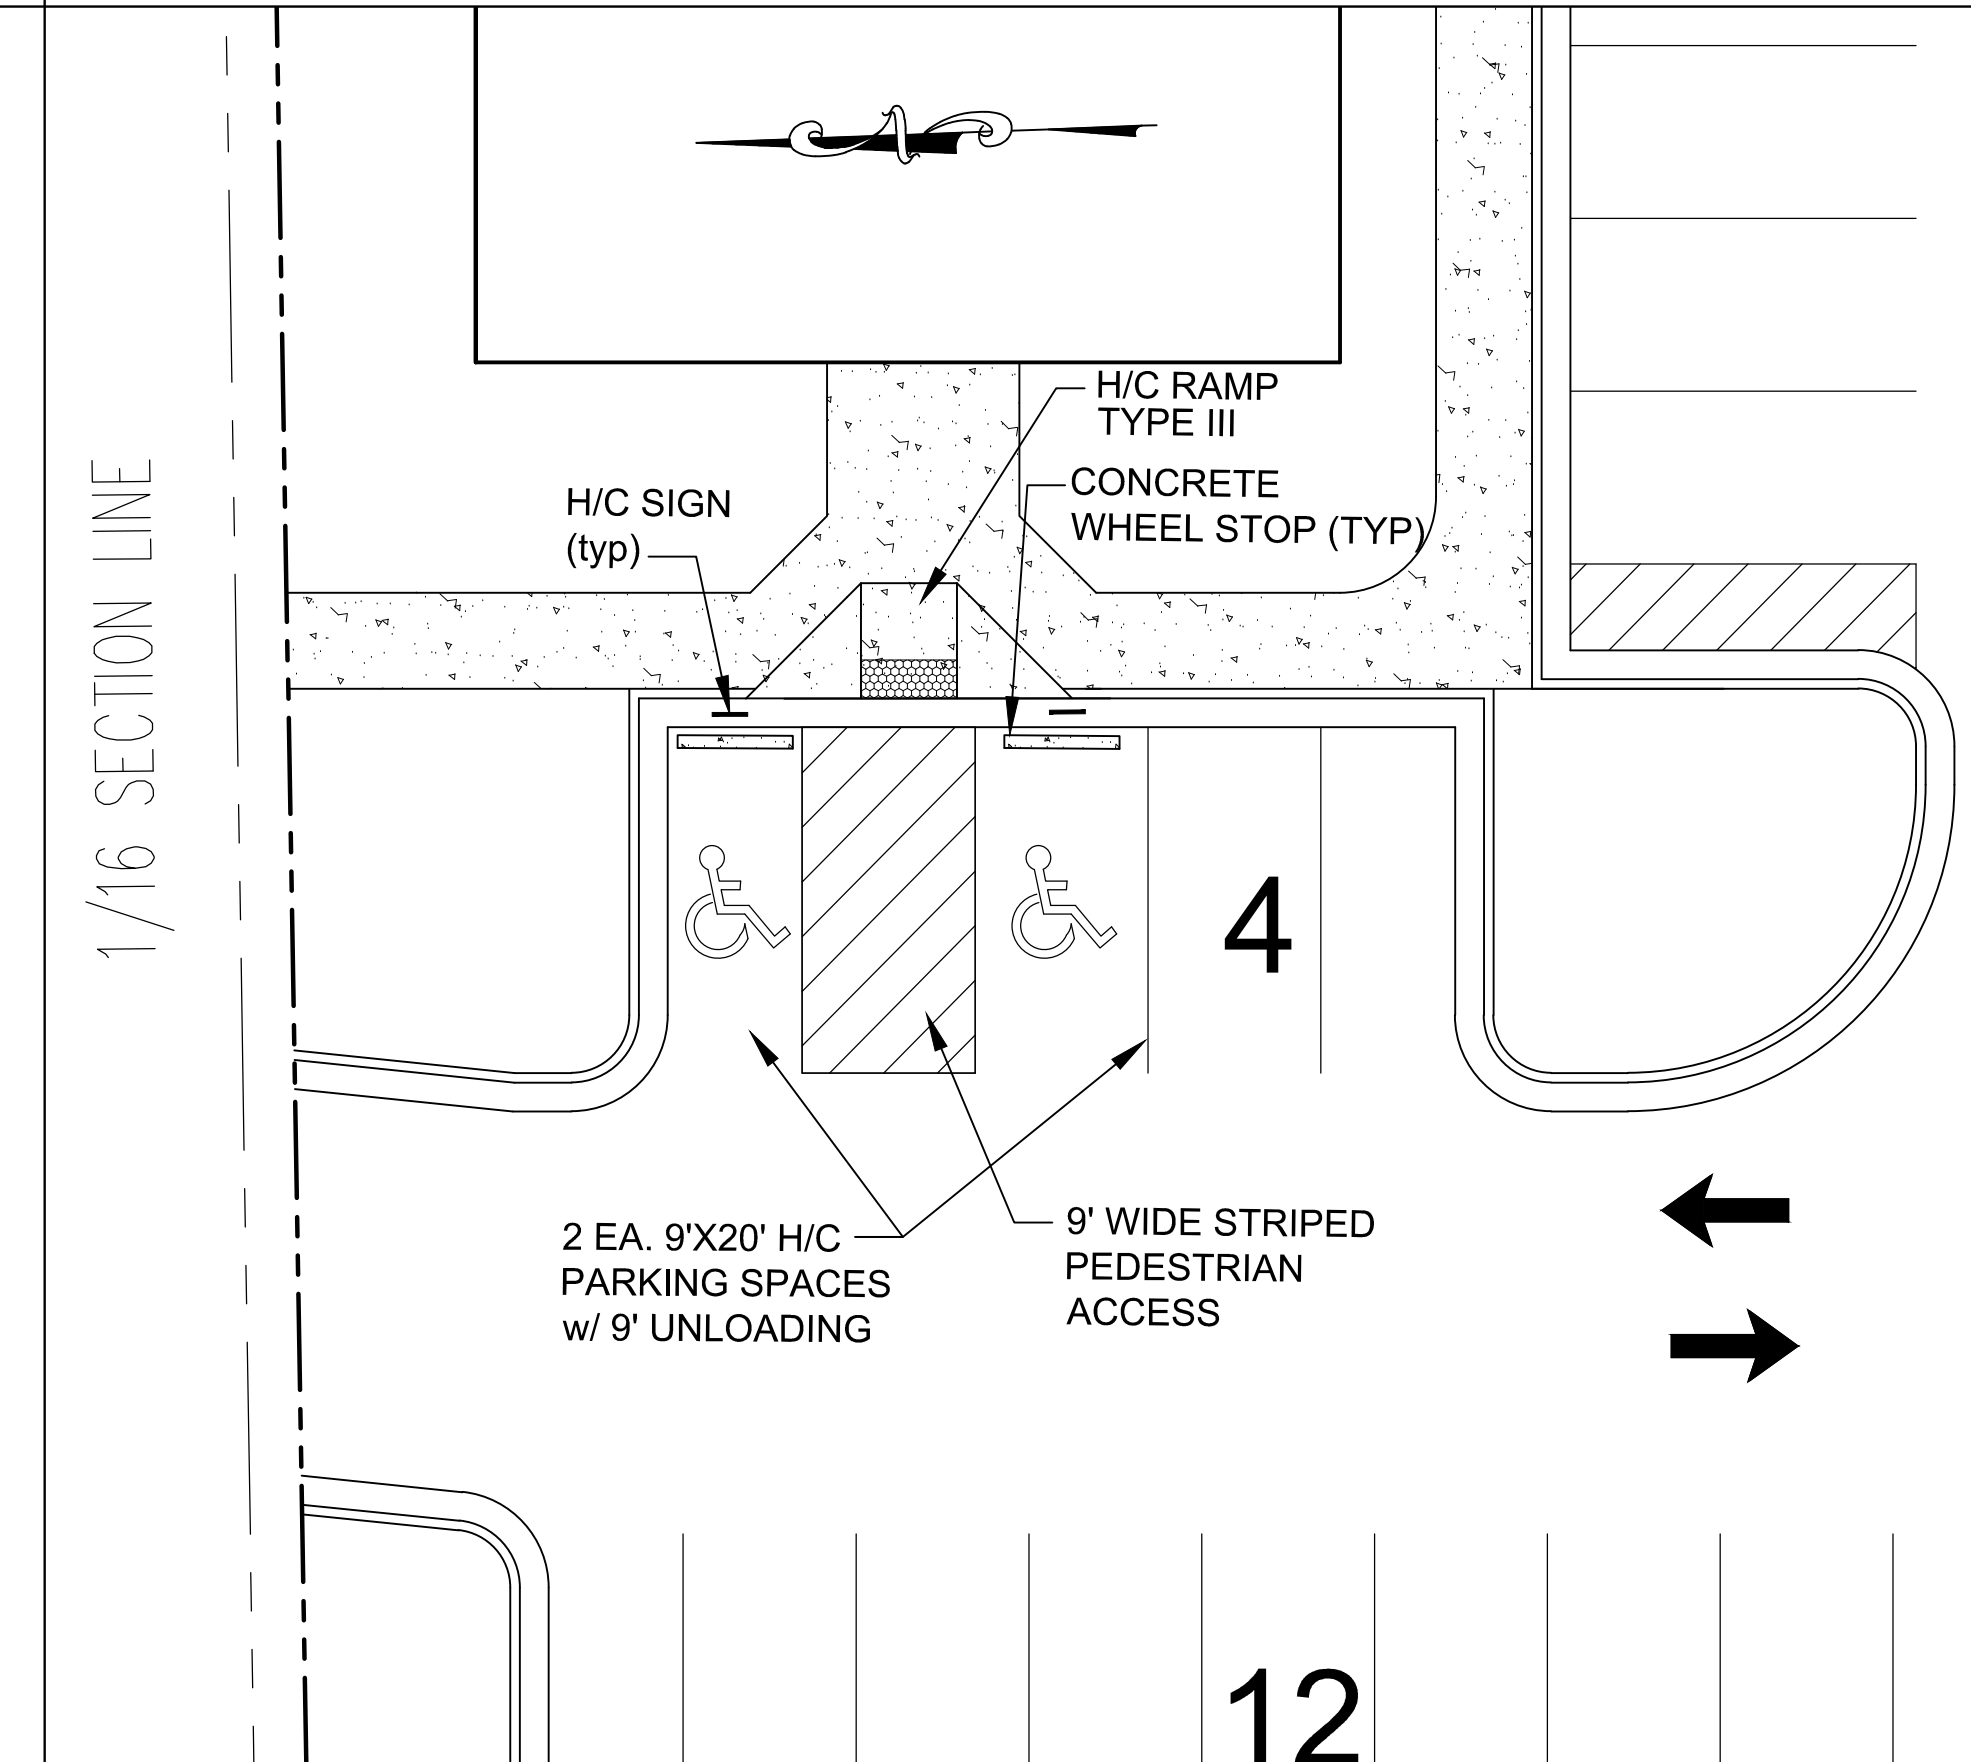 N
H/C RAMP
TYPE III
CONCRETE
WHEEL STOP (TYP)
H/C SIGN
(typ)
1/16 SECTION LINE
4
2 EA. 9'X20' H/C
PARKING SPACES
w/ 9' UNLOADING
9' WIDE STRIPED
PEDESTRIAN
ACCESS
12